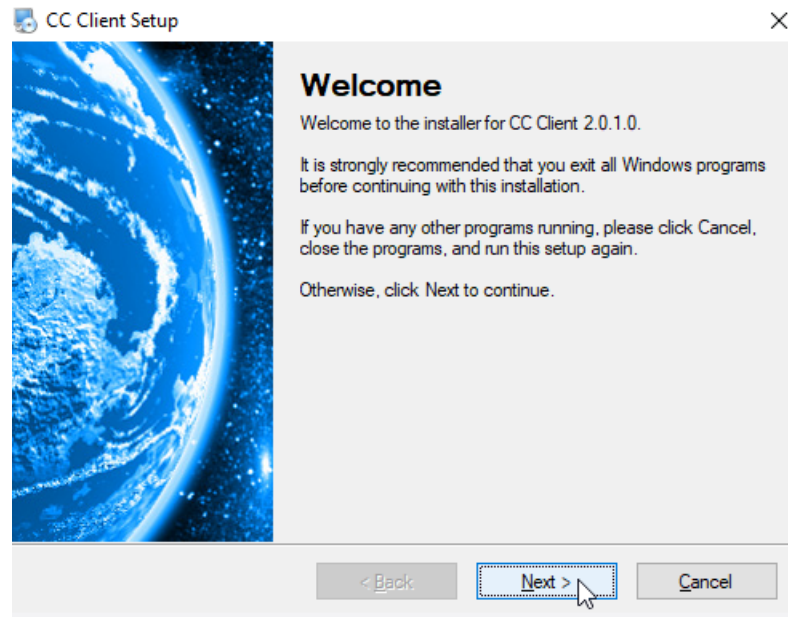 CC Client Setup
Welcome
Welcome to the installer for CC Client 2.0.1.0.
It is strongly recommended that you exit all Windows programs
before continuing with this installation.
If you have any other programs running, please click Cancel,
close the programs, and run this setup again.
Otherwise, click Next to continue.
< Back
Next >
Cancel